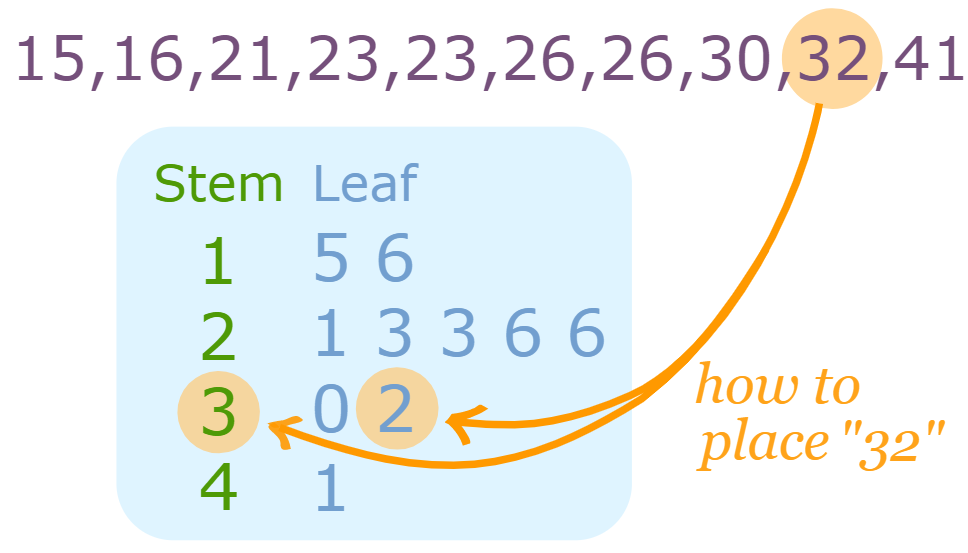 15,16,21,23,23,26,26,30,32,41
Stem Leaf
1 5 6
2 1 3 3 6 6
3 0 2
4 1
how to
place "32"